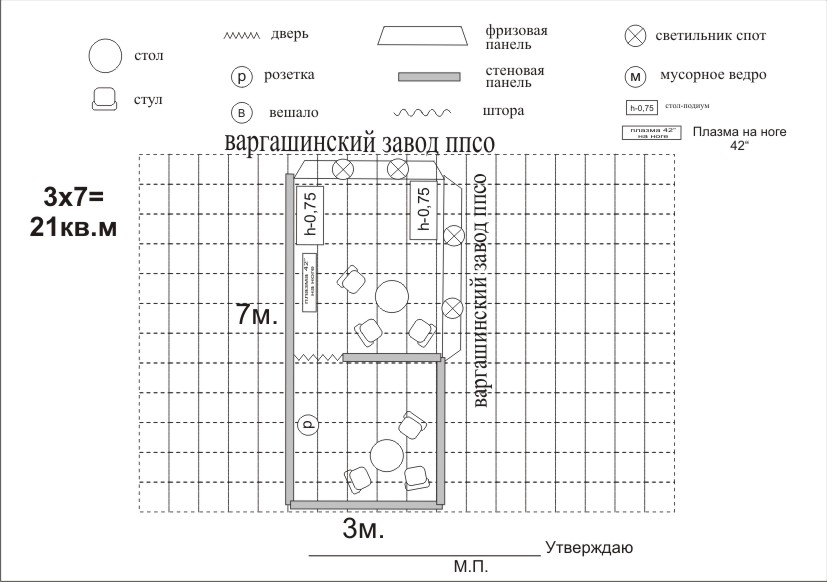 стол
стул
дверь
р
розетка
в
вешало
фризовая
панель
стеновая
панель
штора
светильник спот
м
мусорное ведро
h-0,75
стол-подиум
плазма 42"
на ноге
Плазма на ноге
42"
варгашинский завод ппсо
3х7=
21кв.м
h-0,75
h-0,75
плазма 42"
на ноге
варгашинский завод ппсо
7м.
р
3м.
Утверждаю
М.П.